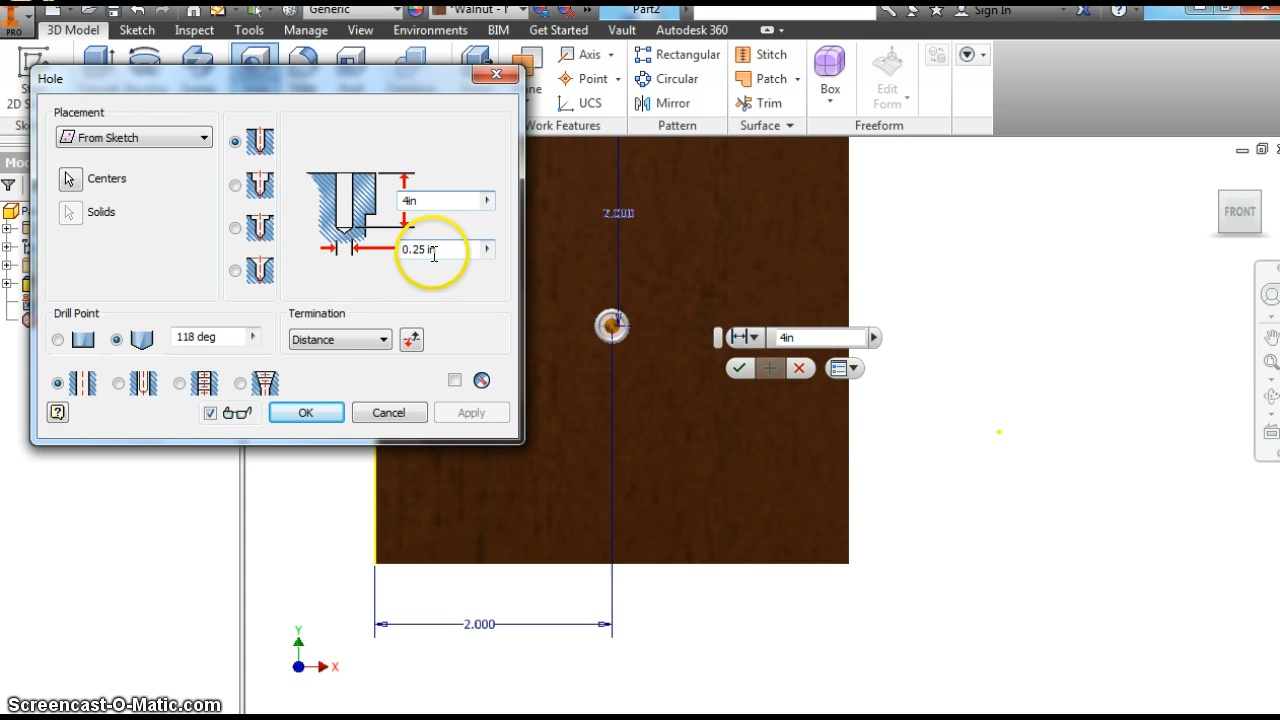 Generic
*Walnut - I
Part2
Sign In
PRO
3D Model
Sketch
Inspect
Tools
Manage
View
Environments
BIM
Get Started
Vault
Autodesk 360
Axis
Point
UCS
Work Features
Rectangular
Circular
Mirror
Pattern
Stitch
Patch
Trim
Surface
Box
Edit
Form
Freeform
Hole
Placement
From Sketch
Centers
Solids
4in
0.25 in
Drill Point
118 deg
Termination
Distance
OK
Cancel
Apply
4in
FRONT
2.000
Y
X
Screencast-O-Matic.com